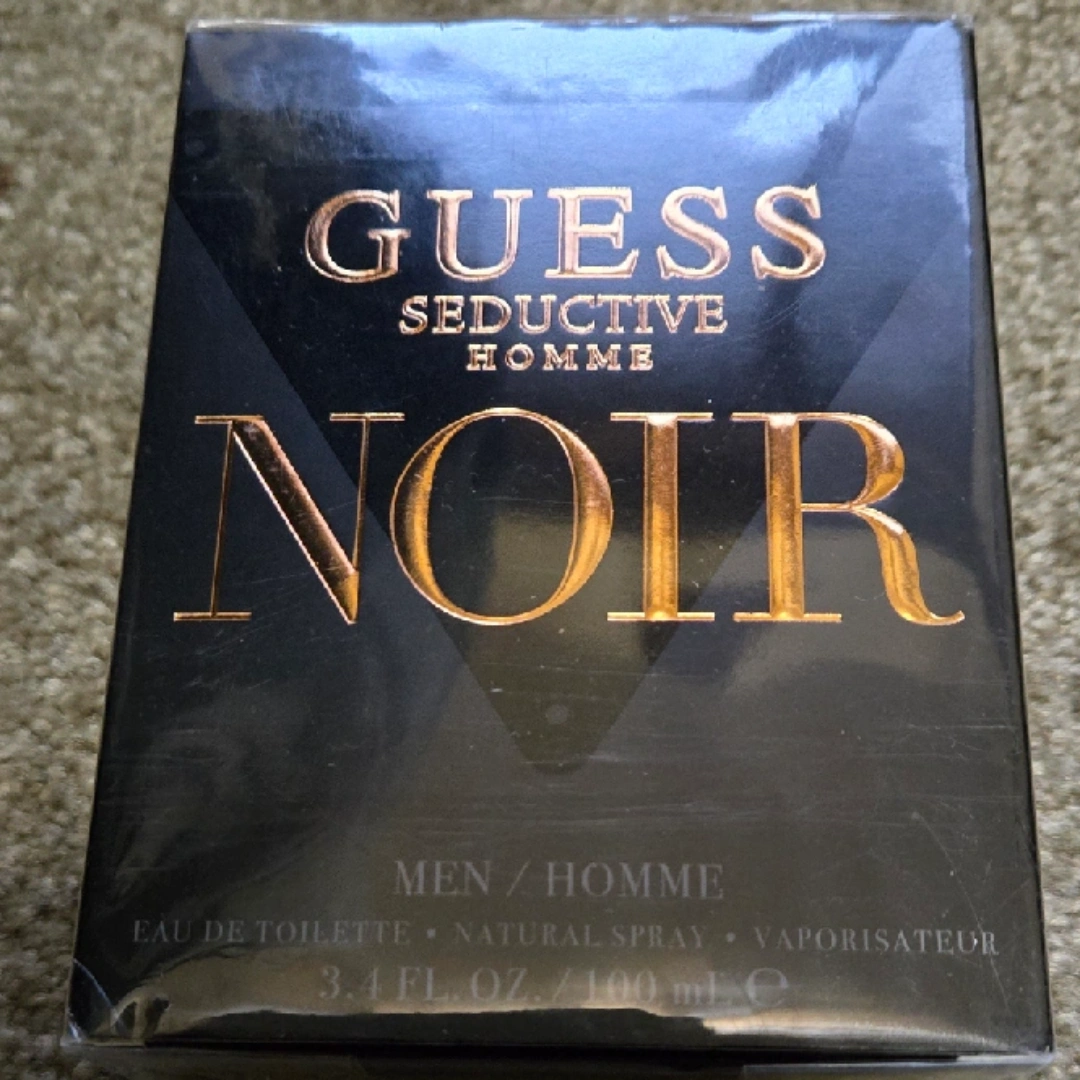 GUESS
SEDUCTIVE
HOMME
NOIR
MEN / HOMME
EAU DE TOILETTE • NATURAL SPRAY • VAPORISATEUR
3.4 FL. OZ. / 100 mL ℮